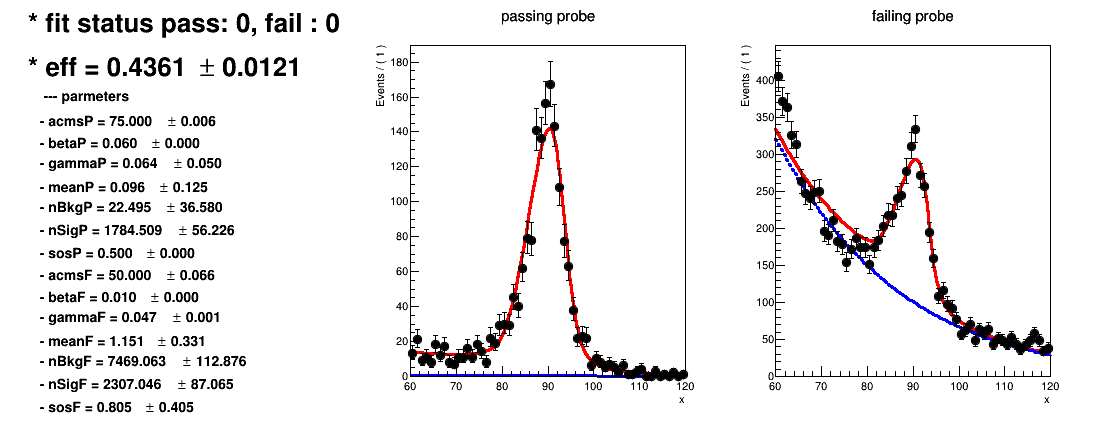 * fit status pass: 0, fail : 0
* eff = 0.4361 ± 0.0121
--- parmeters
- acmsP = 75.000 ± 0.006
- betaP = 0.060 ± 0.000
- gammaP = 0.064 ± 0.050
- meanP = 0.096 ± 0.125
- nBkgP = 22.495 ± 36.580
- nSigP = 1784.509 ± 56.226
- sosP = 0.500 ± 0.000
- acmsF = 50.000 ± 0.066
- betaF = 0.010 ± 0.000
- gammaF = 0.047 ± 0.001
- meanF = 1.151 ± 0.331
- nBkgF = 7469.063 ± 112.876
- nSigF = 2307.046 ± 87.065
- sosF = 0.805 ± 0.405
passing probe
Events / ( 1 )
180
160
140
120
100
80
60
40
20
0
60 70 80 90 100 110 120
x
failing probe
Events / ( 1 )
400
350
300
250
200
150
100
50
0
60 70 80 90 100 110 120
x